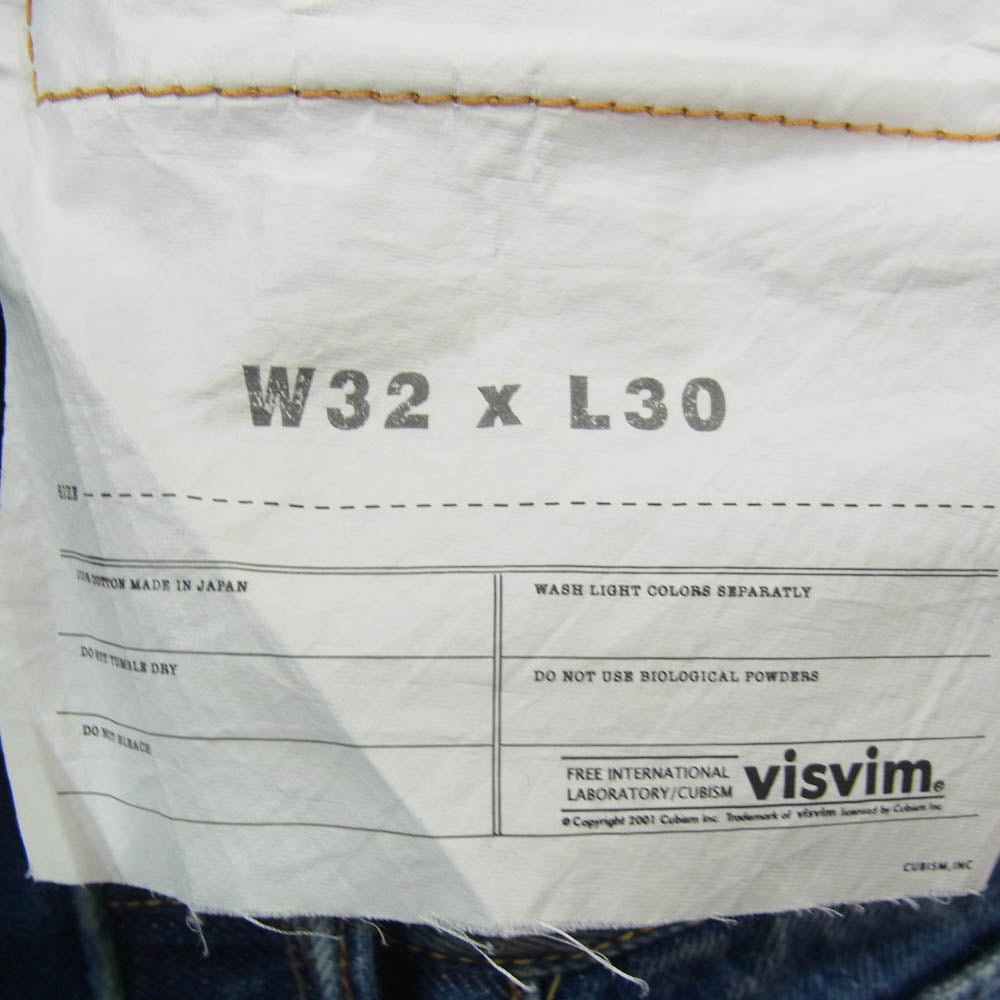 W32 x L30
SIZE
COTTON MADE IN JAPAN
WASH LIGHT COLORS SEPARATLY
DO NOT TUMBLE DRY
DO NOT USE BIOLOGICAL POWDERS
DO NOT BLEACH
FREE INTERNATIONAL
LABORATORY/CUBISM
visvim®
© Copyright 2001 Cubism Inc. Trademark of visvim licensed by Cubism Inc
CUBISM, INC